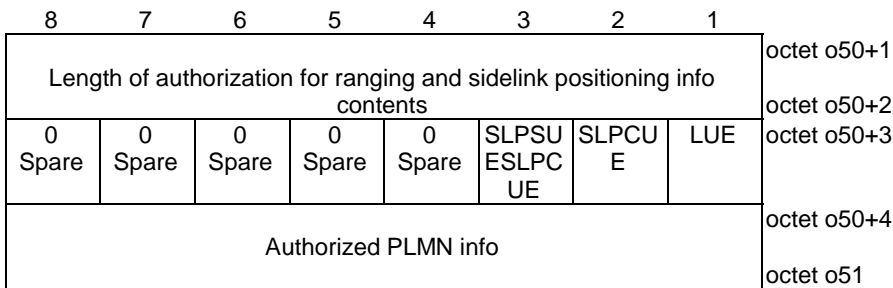 8 7 6 5 4 3 2 1
octet o50+1
Length of authorization for ranging and sidelink positioning info
contents octet o50+2
0 0 0 0 0 SLPSU SLPCU LUE octet o50+3
Spare Spare Spare Spare Spare ESLPC E
UE
octet o50+4
Authorized PLMN info
octet o51